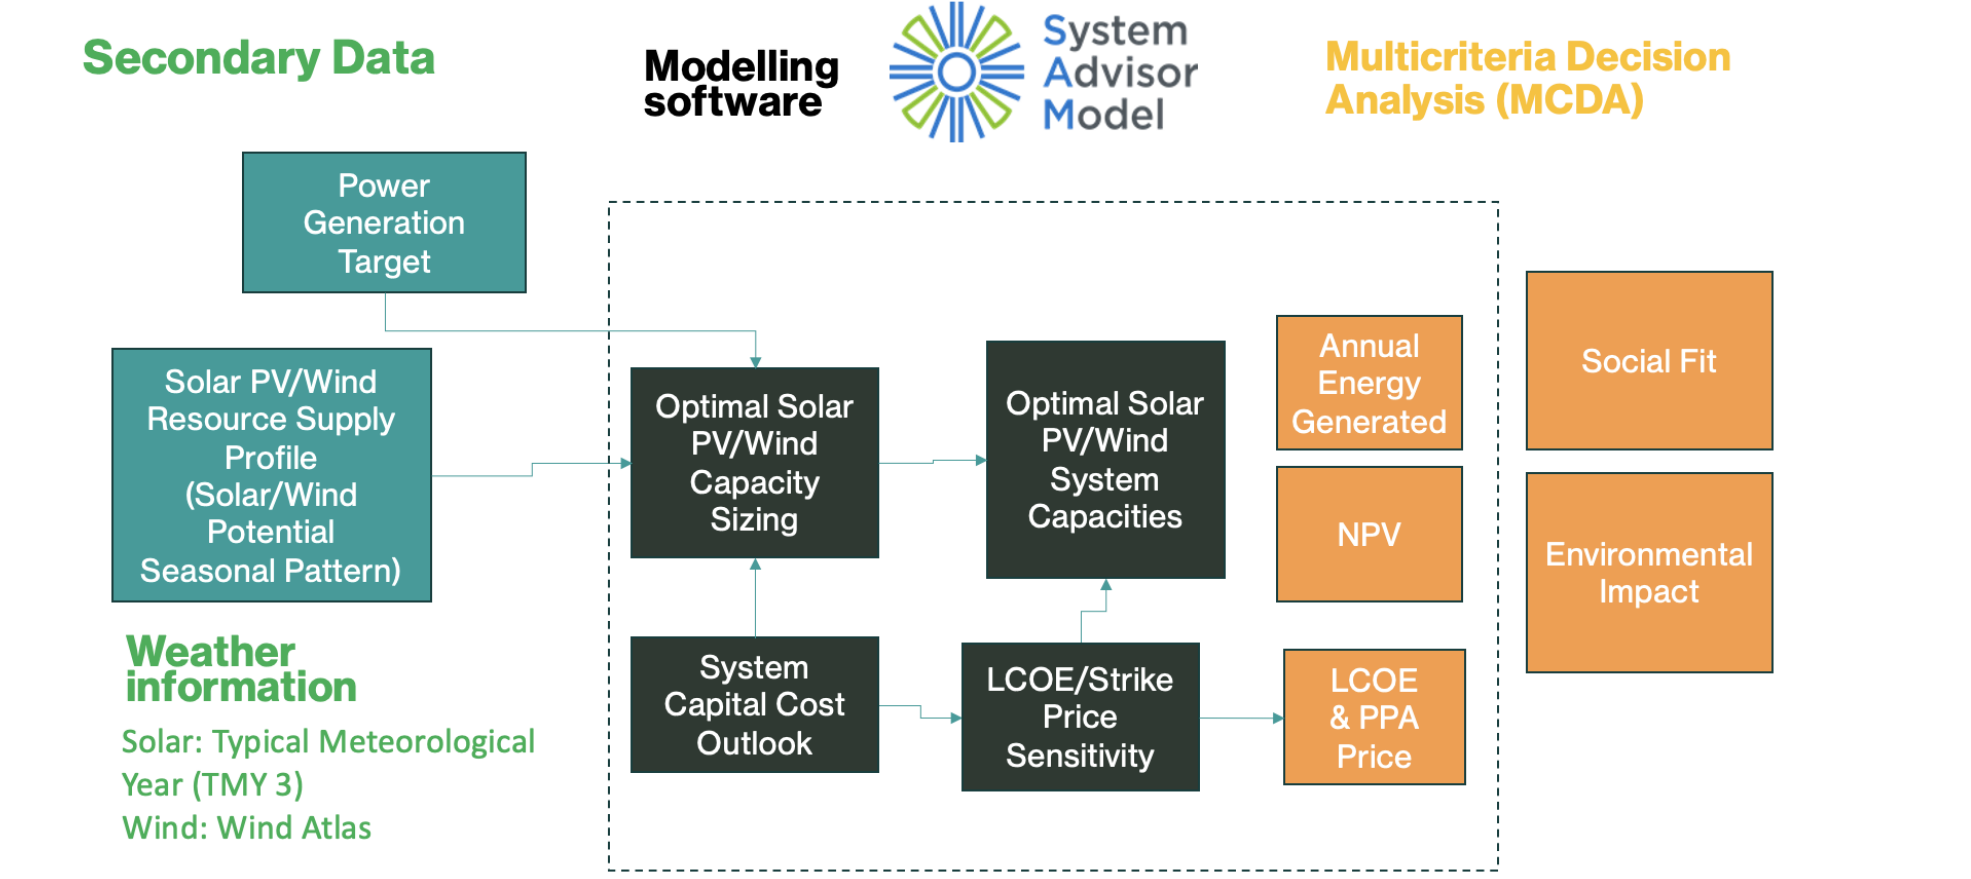 Secondary Data
Modelling
software
System
Advisor
Model
Multicriteria Decision
Analysis (MCDA)
Power
Generation
Target
Solar PV/Wind
Resource Supply
Profile
(Solar/Wind
Potential
Seasonal Pattern)
Weather
information
Solar: Typical Meteorological
Year (TMY 3)
Wind: Wind Atlas
Optimal Solar
PV/Wind
Capacity
Sizing
System
Capital Cost
Outlook
Optimal Solar
PV/Wind
System
Capacities
LCOE/Strike
Price
Sensitivity
Annual
Energy
Generated
NPV
LCOE
& PPA
Price
Social Fit
Environmental
Impact